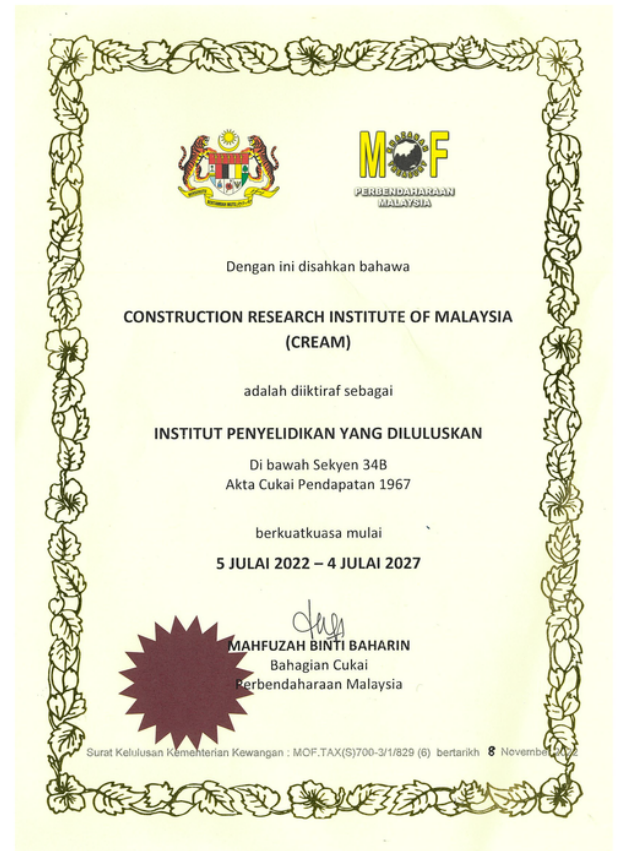 MOF
PERBENDAHARAAN
MALAYSIA
Dengan ini disahkan bahawa
CONSTRUCTION RESEARCH INSTITUTE OF MALAYSIA
(CREAM)
adalah diiktiraf sebagai
INSTITUT PENYELIDIKAN YANG DILULUSKAN
Di bawah Sekyen 34B
Akta Cukai Pendapatan 1967
berkuatkuasa mulai
5 JULAI 2022 – 4 JULAI 2027
MAHFUZAH BINTI BAHARIN
Bahagian Cukai
Perbendaharaan Malaysia
Surat Kelulusan Kementerian Kewangan : MOF.TAX(S)700-3/1/829 (6) bertarikh 8 November 2022